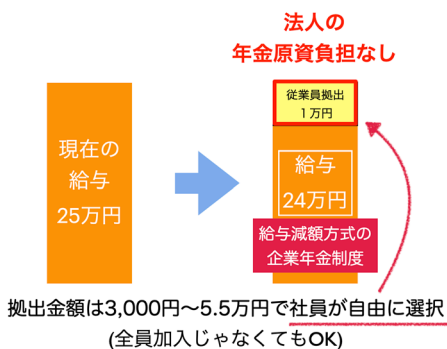 法人の
年金原資負担なし
現在の
給与
25万円
従業員拠出
1万円
給与
24万円
給与減額方式の
企業年金制度
拠出金額は3,000円〜5.5万円で社員が自由に選択
(全員加入じゃなくてもOK)